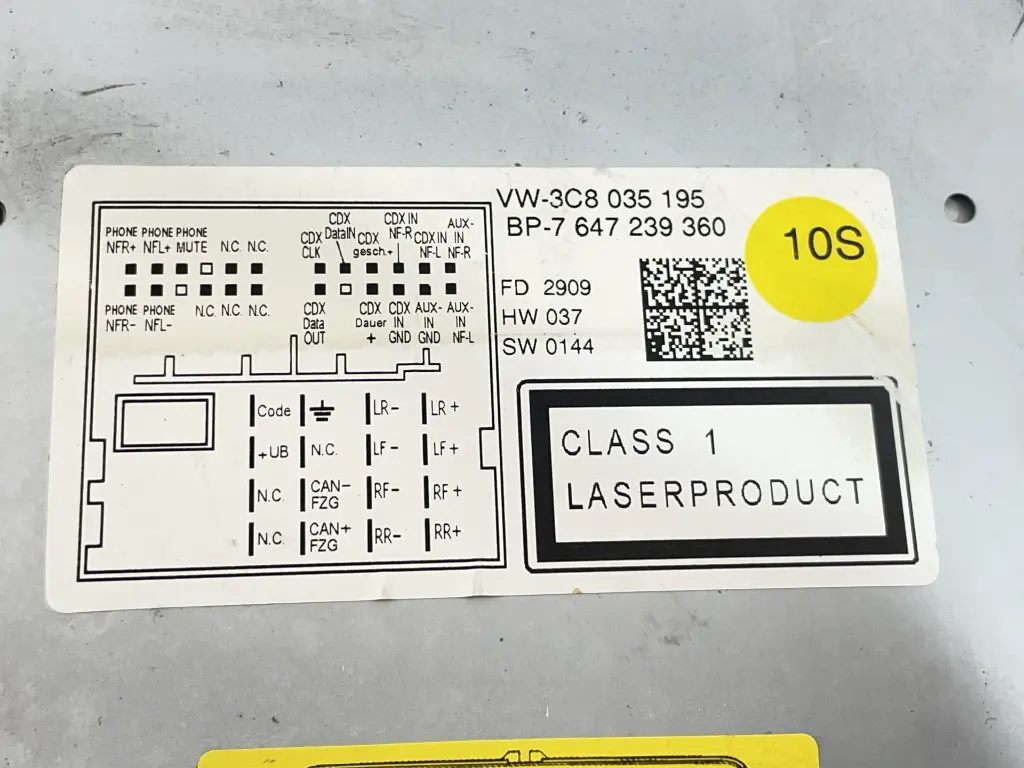 VW-3C8 035 195
BP-7 647 239 360
10S
FD 2909
HW 037
SW 0144
CLASS 1
LASERPRODUCT
PHONE PHONE PHONE
NFR+ NFL+ MUTE N.C. N.C.
PHONE PHONE N.C. N.C. N.C.
NFR- NFL-
CDX CLK
CDX DataIN
CDX gesch.+
CDX IN NF-R
CDX IN NF-L
AUX-IN NF-R
CDX Data OUT
CDX Dauer +
CDX IN GND
AUX-IN GND
AUX-IN NF-L
Code LR- LR+
+UB N.C. LF- LF+
N.C. CAN- FZG RF- RF+
N.C. CAN+ FZG RR- RR+